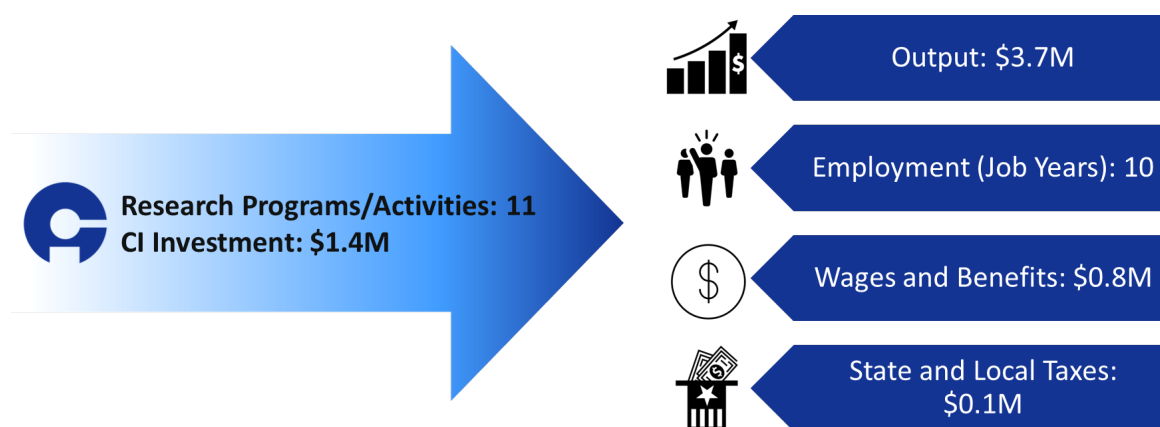 Research Programs/Activities: 11
CI Investment: $1.4M
$
Output: $3.7M
Employment (Job Years): 10
$
Wages and Benefits: $0.8M
$
State and Local Taxes:
$0.1M